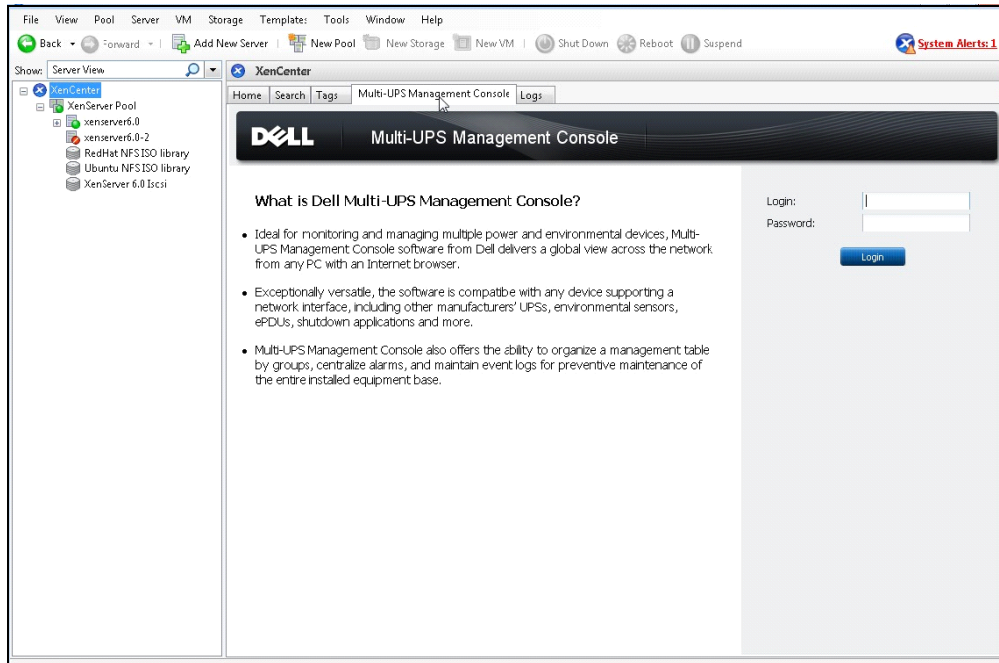 File View Pool Server VM Storage Templates Tools Window Help
Back Forward Add New Server New Pool New Storage New VM Shut Down Reboot Suspend System Alerts: 1
Show: Server View
XenCenter
XenCenter
XenServer Pool
xenserver6.0
xenserver6.0-2
RedHat NFS ISO library
Ubuntu NFS ISO library
XenServer 6.0 Iscsi
Home Search Tags Multi-UPS Management Console Logs
DELL Multi-UPS Management Console
What is Dell Multi-UPS Management Console?
• Ideal for monitoring and managing multiple power and environmental devices, Multi-
UPS Management Console software from Dell delivers a global view across the network
from any PC with an Internet browser.
• Exceptionally versatile, the software is compatibe with any device supporting a
network interface, including other manufacturers' UPSs, environmental sensors,
ePDUs, shutdown applications and more.
• Multi-UPS Management Console also offers the ability to organize a management table
by groups, centralize alarms, and maintain event logs for preventive maintenance of
the entire installed equipment base.
Login:
Password:
Login